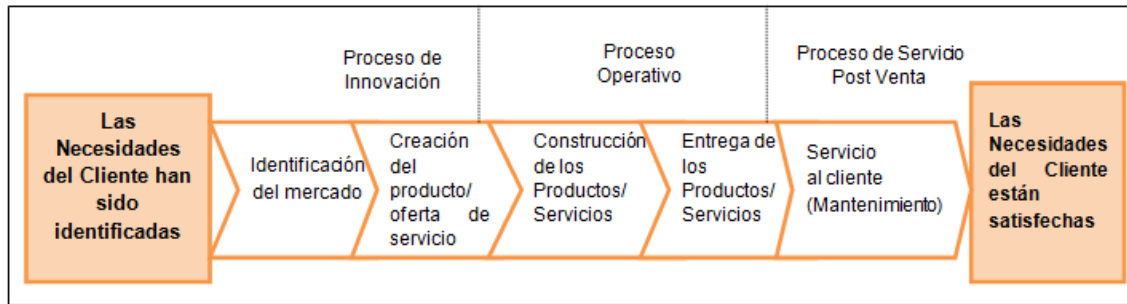 Proceso de
Innovación
Proceso
Operativo
Proceso de Servicio
Post Venta
Las
Necesidades
del Cliente han
sido
identificadas
Identificación
del mercado
Creación
del
producto/
oferta de
servicio
Construcción
de los
Productos/
Servicios
Entrega de
los
Productos/
Servicios
Servicio
al cliente
(Mantenimiento)
Las
Necesidades
del Cliente
están
satisfechas